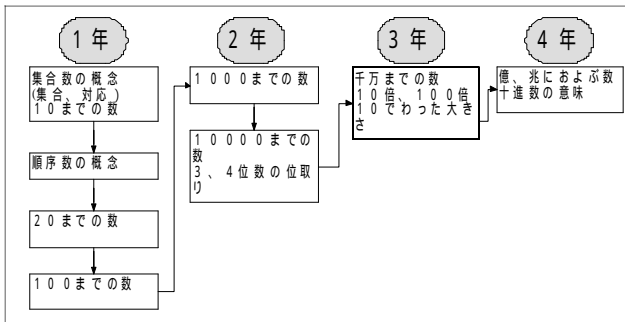 1年
集合数の概念
(集合、対応)
10までの数
順序数の概念
20までの数
100までの数
2年
1000までの数
10000までの
数
3、4位数の位取
り
3年
千万までの数
10倍、100倍
10でわった大き
さ
4年
億、兆におよぶ数
十進数の意味